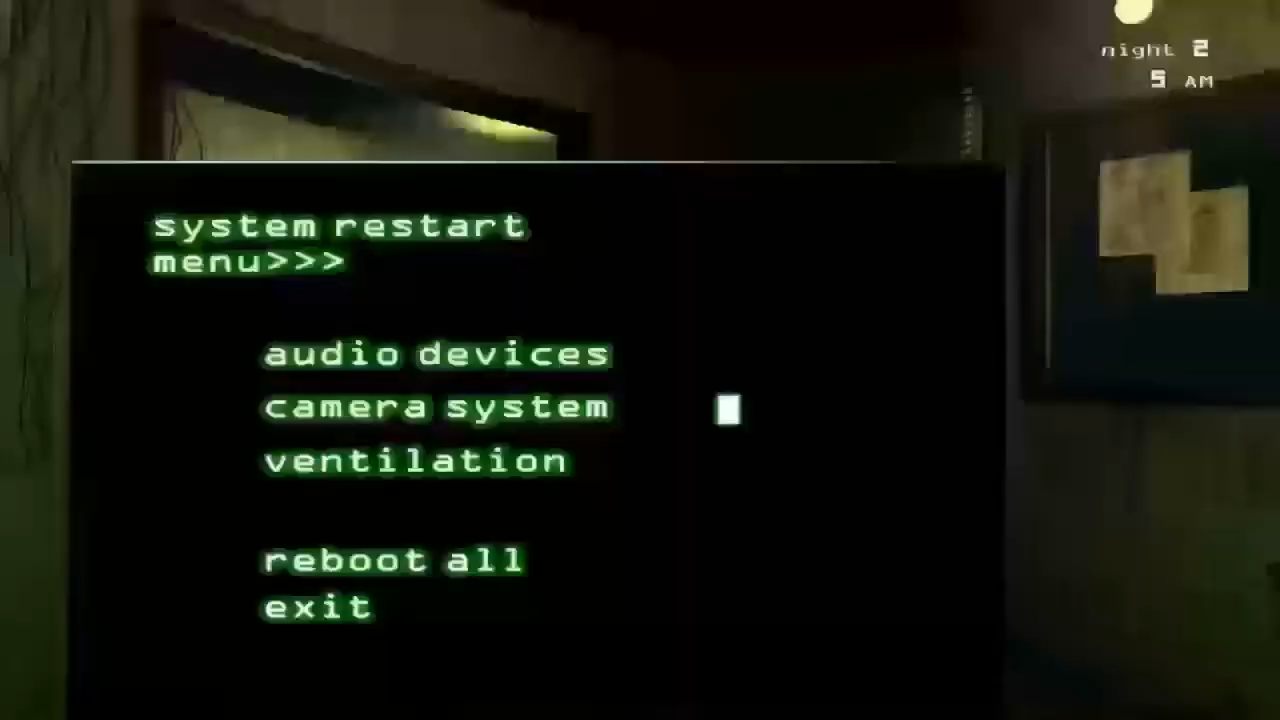 night 2
5 AM
system restart
menu>>>
audio devices
camera system
ventilation
reboot all
exit